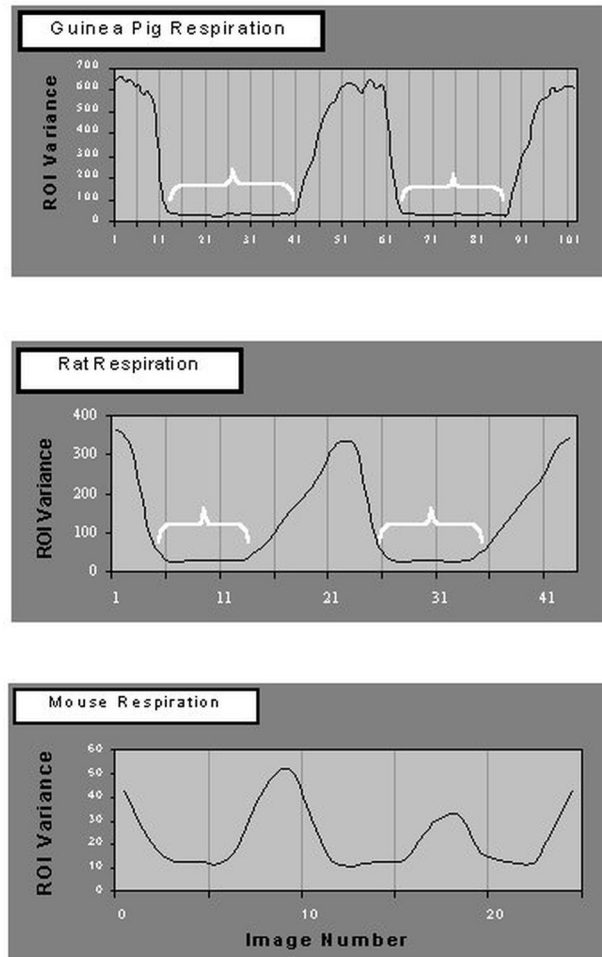 Guinea Pig Respiration
ROI Variance
700
600
500
400
300
200
100
0
1 11 21 31 41 51 61 71 81 91 101
Rat Respiration
ROI Variance
400
300
200
100
0
1 11 21 31 41
Mouse Respiration
ROI Variance
60
50
40
30
20
10
0
0 10 20
Image Number